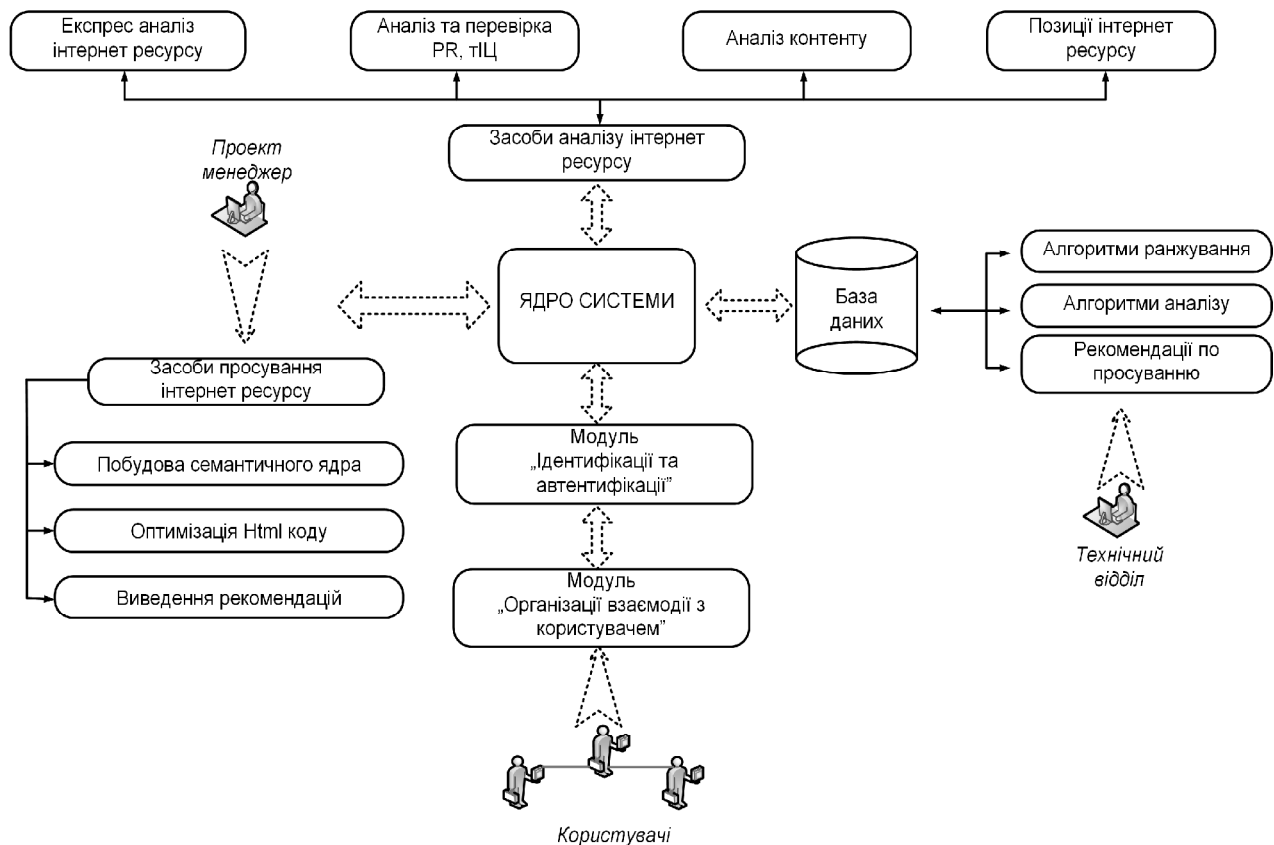 Експрес аналіз
інтернет ресурсу
Аналіз та перевірка
PR, тІЦ
Аналіз контенту
Позиції інтернет
ресурсу
Засоби аналізу інтернет
ресурсу
Проект
менеджер
ЯДРО СИСТЕМИ
База
даних
Алгоритми ранжування
Алгоритми аналізу
Рекомендації по
просуванню
Засоби просування
інтернет ресурсу
Побудова семантичного ядра
Оптимізація Html коду
Виведення рекомендацій
Модуль
„Ідентифікації та
автентифікації”
Модуль
„Організації взаємодії з
користувачем”
Технічний
відділ
Користувачі